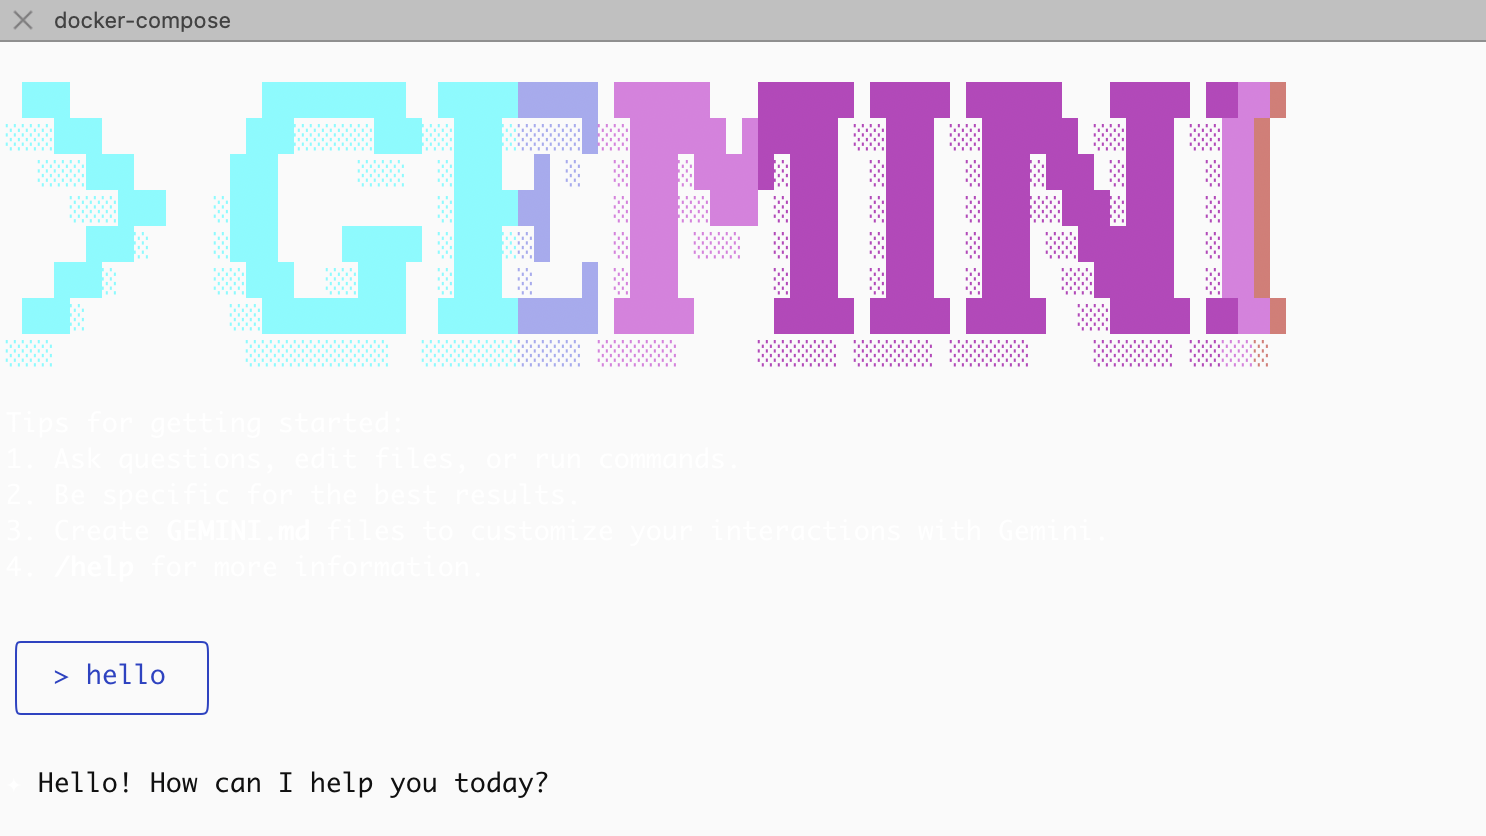 docker-compose
> GEMINI
Tips for getting started:
1. Ask questions, edit files, or run commands.
2. Be specific for the best results.
3. Create GEMINI.md files to customize your interactions with Gemini.
4. /help for more information.
> hello
✦ Hello! How can I help you today?